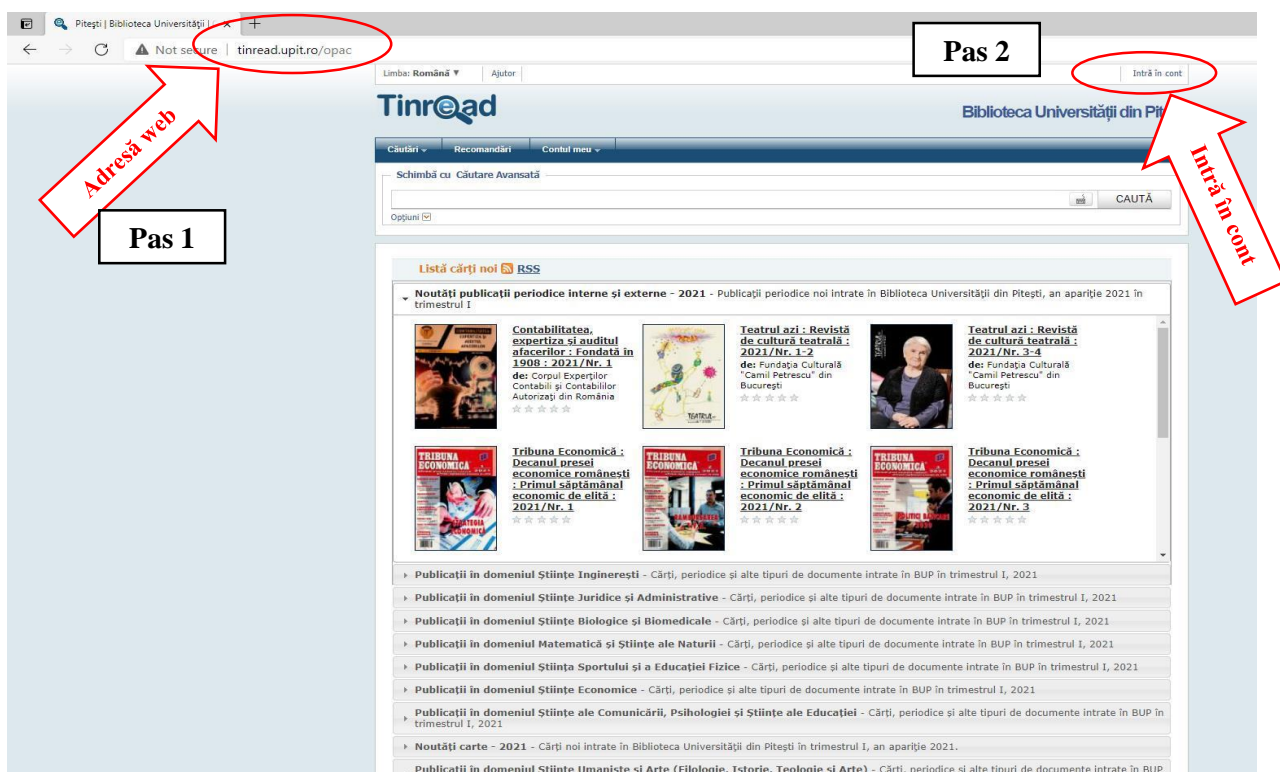 Pitești | Biblioteca Universității |
Not secure | tinread.upit.ro/opac
Pas 2
Limba: Română ▼ Ajutor Intră în cont
Tinread
Biblioteca Universității din Pit
Adresă web
Intră în cont
Căutări Recomandări Contul meu
Schimbă cu Căutare Avansată
CAUTĂ
Opțiuni
Pas 1
Listă cărți noi RSS
Noutăți publicații periodice interne și externe - 2021 - Publicații periodice noi intrate în Biblioteca Universității din Pitești, an apariție 2021 în
trimestrul I
Contabilitatea,
expertiza și auditul
afacerilor : Fondată în
1908 : 2021/Nr. 1
de: Corpul Experților
Contabili și Contabililor
Autorizați din România
Teatrul azi : Revistă
de cultură teatrală :
2021/Nr. 1-2
de: Fundația Culturală
"Camil Petrescu" din
București
Teatrul azi : Revistă
de cultură teatrală :
2021/Nr. 3-4
de: Fundația Culturală
"Camil Petrescu" din
București
TRIBUNA
ECONOMICĂ
STRATEGIA
ECONOMICĂ
Tribuna Economică :
Decanul presei
economice românești
: Primul săptămânal
economic de elită :
2021/Nr. 1
TRIBUNA
ECONOMICĂ
Tribuna Economică :
Decanul presei
economice românești
: Primul săptămânal
economic de elită :
2021/Nr. 2
TRIBUNA
ECONOMICĂ
Tribuna Economică :
Decanul presei
economice românești
: Primul săptămânal
economic de elită :
2021/Nr. 3
Publicații în domeniul Științe Inginerești - Cărți, periodice și alte tipuri de documente intrate în BUP în trimestrul I, 2021
Publicații în domeniul Științe Juridice și Administrative - Cărți, periodice și alte tipuri de documente intrate în BUP în trimestrul I, 2021
Publicații în domeniul Științe Biologice și Biomedicale - Cărți, periodice și alte tipuri de documente intrate în BUP în trimestrul I, 2021
Publicații în domeniul Matematică și Științe ale Naturii - Cărți, periodice și alte tipuri de documente intrate în BUP în trimestrul I, 2021
Publicații în domeniul Știința Sportului și a Educației Fizice - Cărți, periodice și alte tipuri de documente intrate în BUP în trimestrul I, 2021
Publicații în domeniul Științe Economice - Cărți, periodice și alte tipuri de documente intrate în BUP în trimestrul I, 2021
Publicații în domeniul Științe ale Comunicării, Psihologiei și Științe ale Educației - Cărți, periodice și alte tipuri de documente intrate în BUP în
trimestrul I, 2021
Noutăți carte - 2021 - Cărți noi intrate în Biblioteca Universității din Pitești în trimestrul I, an apariție 2021.
Publicații în domeniul Științe Umaniste și Arte (Filologie, Istorie, Teologie și Arte) - Cărți, periodice și alte tipuri de documente intrate în BUP